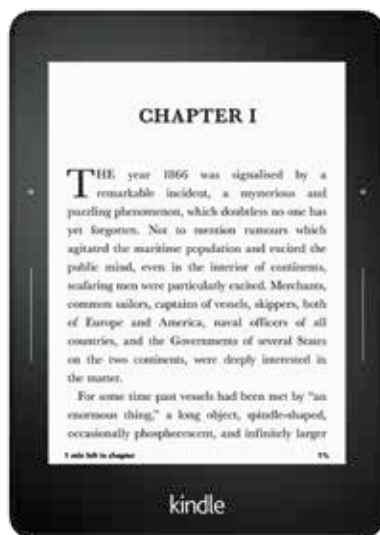 CHAPTER I
THE year 1866 was signalised by a
remarkable incident, a mysterious and
puzzling phenomenon, which doubtless no one has
yet forgotten. Not to mention rumours which
agitated the maritime population and excited the
public mind, even in the interior of continents,
seafaring men were particularly excited. Merchants,
common sailors, captains of vessels, skippers, both
of Europe and America, naval officers of all
countries, and the Governments of several States
on the two continents, were deeply interested in
the matter.
For some time past vessels had been met by “an
enormous thing,” a long object, spindle-shaped,
occasionally phosphorescent, and infinitely larger
1 min left in chapter 1%
kindle